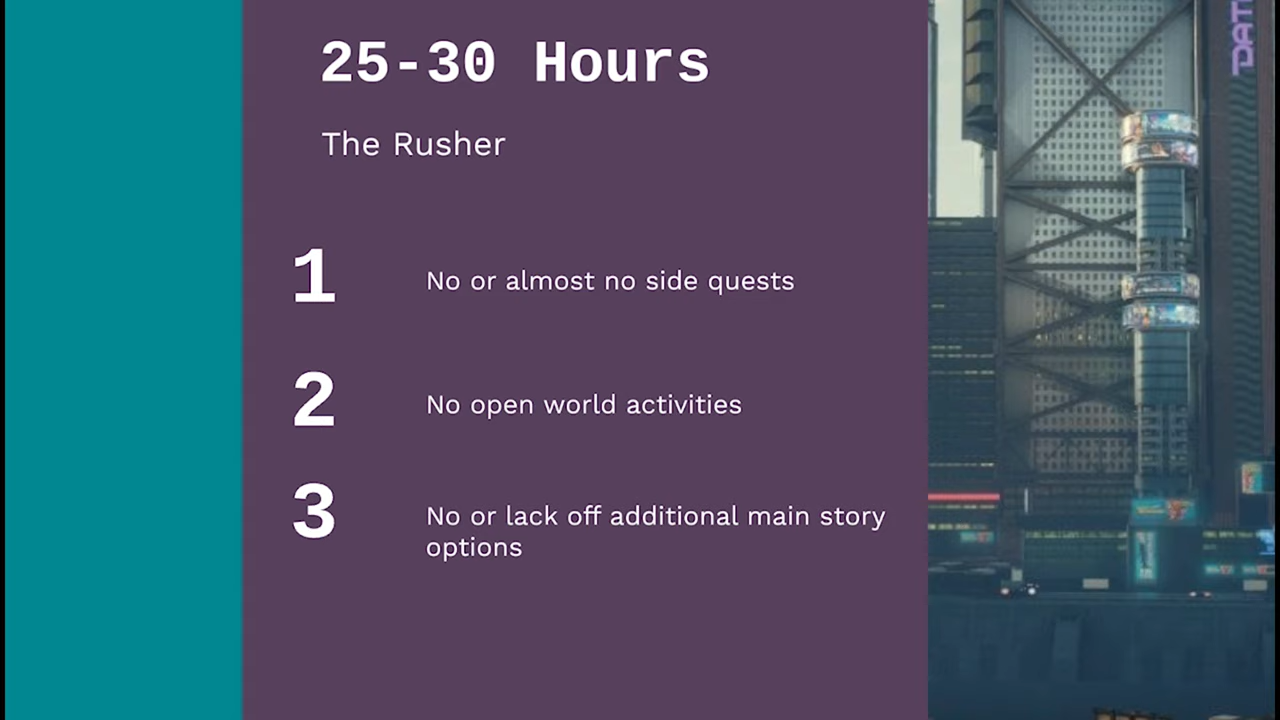 25-30 Hours
The Rusher
1
No or almost no side quests
2
No open world activities
3
No or lack off additional main story
options